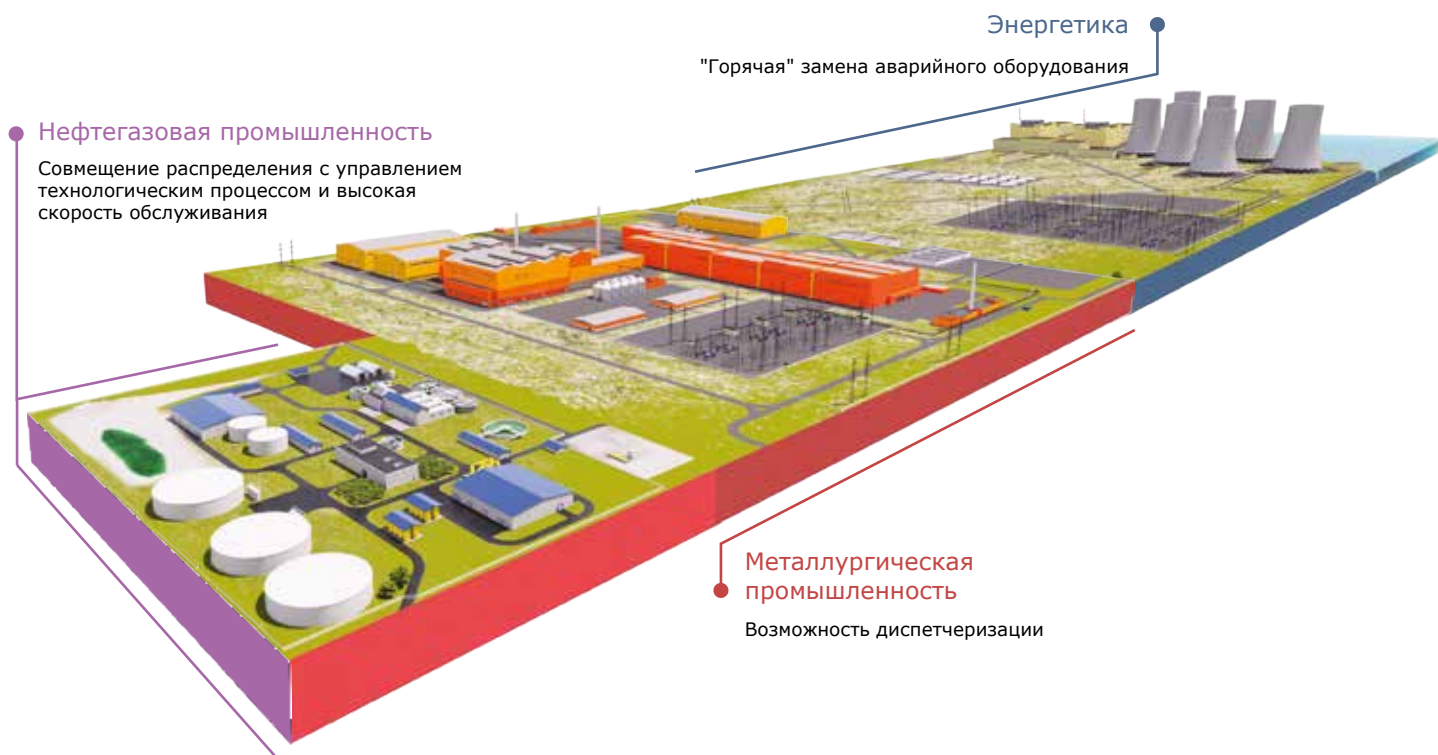 Энергетика
"Горячая" замена аварийного оборудования
Нефтегазовая промышленность
Совмещение распределения с управлением
технологическим процессом и высокая
скорость обслуживания
Металлургическая
промышленность
Возможность диспетчеризации